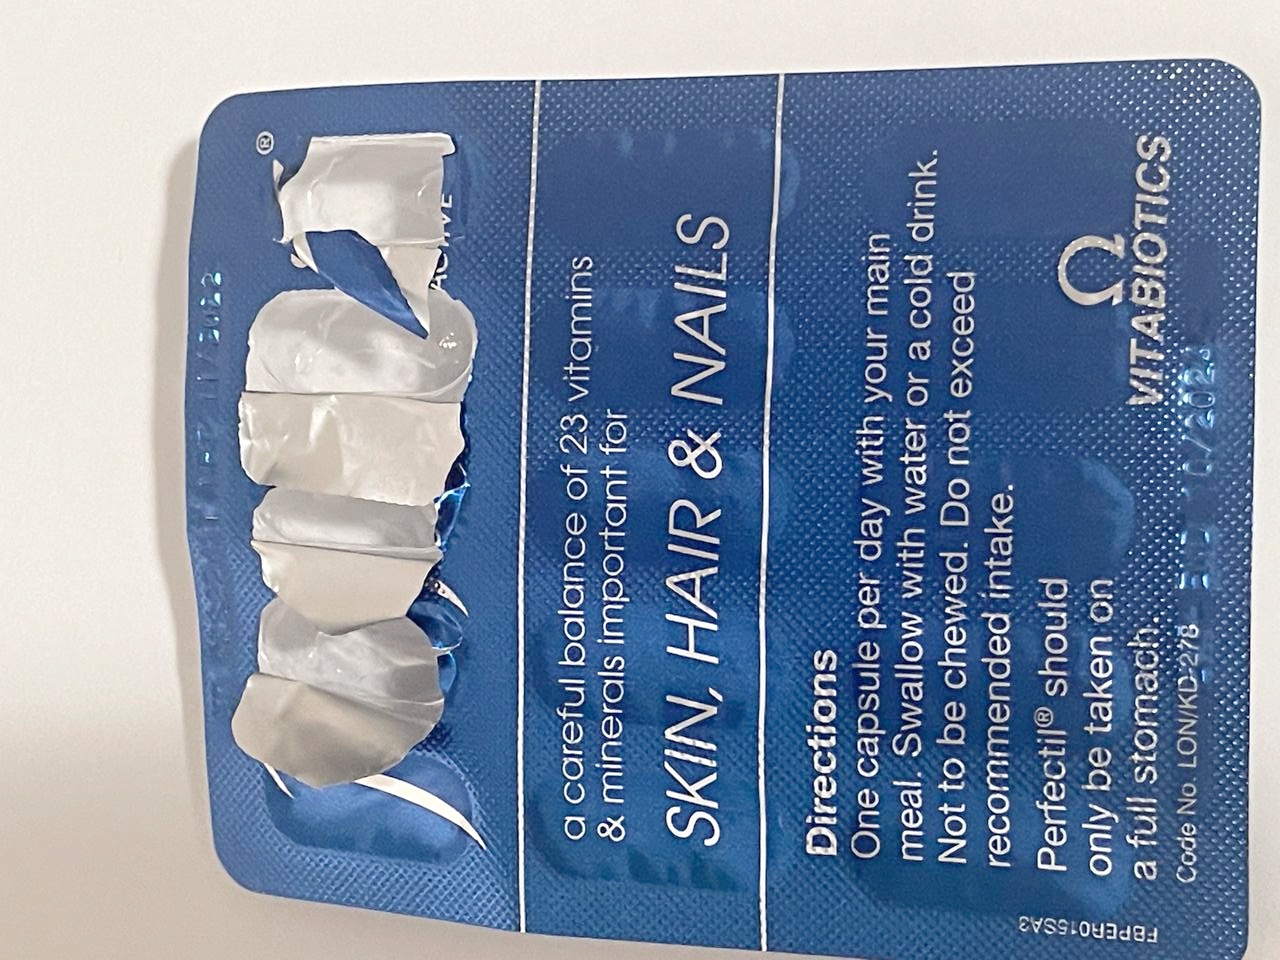 ®
ACTIVE
a careful balance of 23 vitamins
& minerals important for
SKIN, HAIR & NAILS
Directions
One capsule per day with your main
meal. Swallow with water or a cold drink.
Not to be chewed. Do not exceed
recommended intake.
Perfectil® should
only be taken on
a full stomach.
Code No. LON/KD-278
VITABIOTICS
FBPER015SSA3